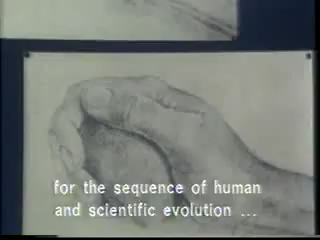 for the sequence of human
and scientific evolution ...